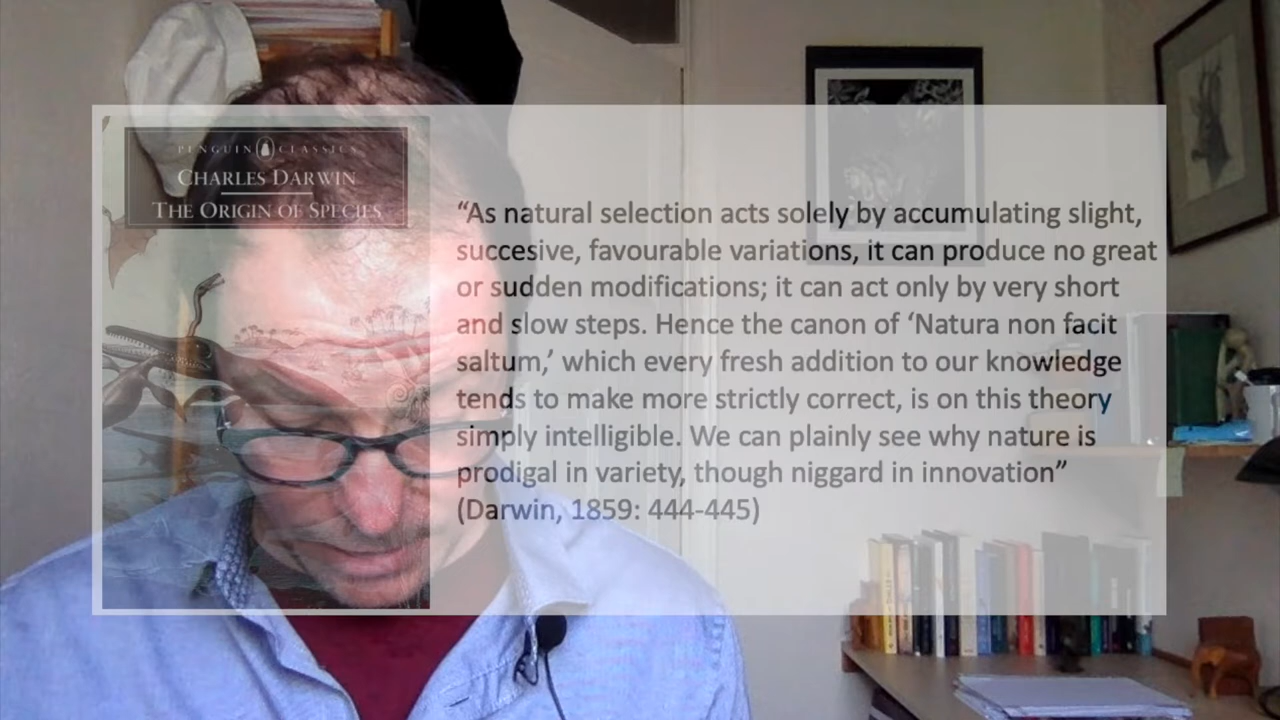 PENGUIN CLASSICS
CHARLES DARWIN
THE ORIGIN OF SPECIES
“As natural selection acts solely by accumulating slight,
succesive, favourable variations, it can produce no great
or sudden modifications; it can act only by very short
and slow steps. Hence the canon of ‘Natura non facit
saltum,’ which every fresh addition to our knowledge
tends to make more strictly correct, is on this theory
simply intelligible. We can plainly see why nature is
prodigal in variety, though niggard in innovation”
(Darwin, 1859: 444-445)